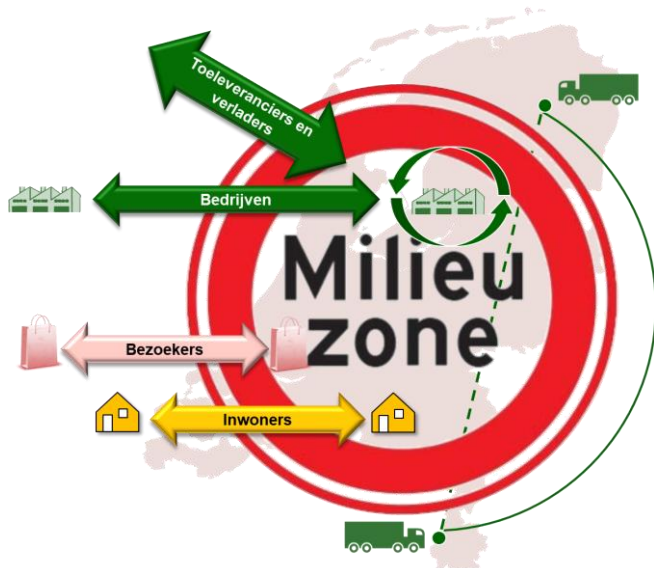 Toeleveranciers en
verladers
Bedrijven
Milieu
zone
Bezoekers
Inwoners